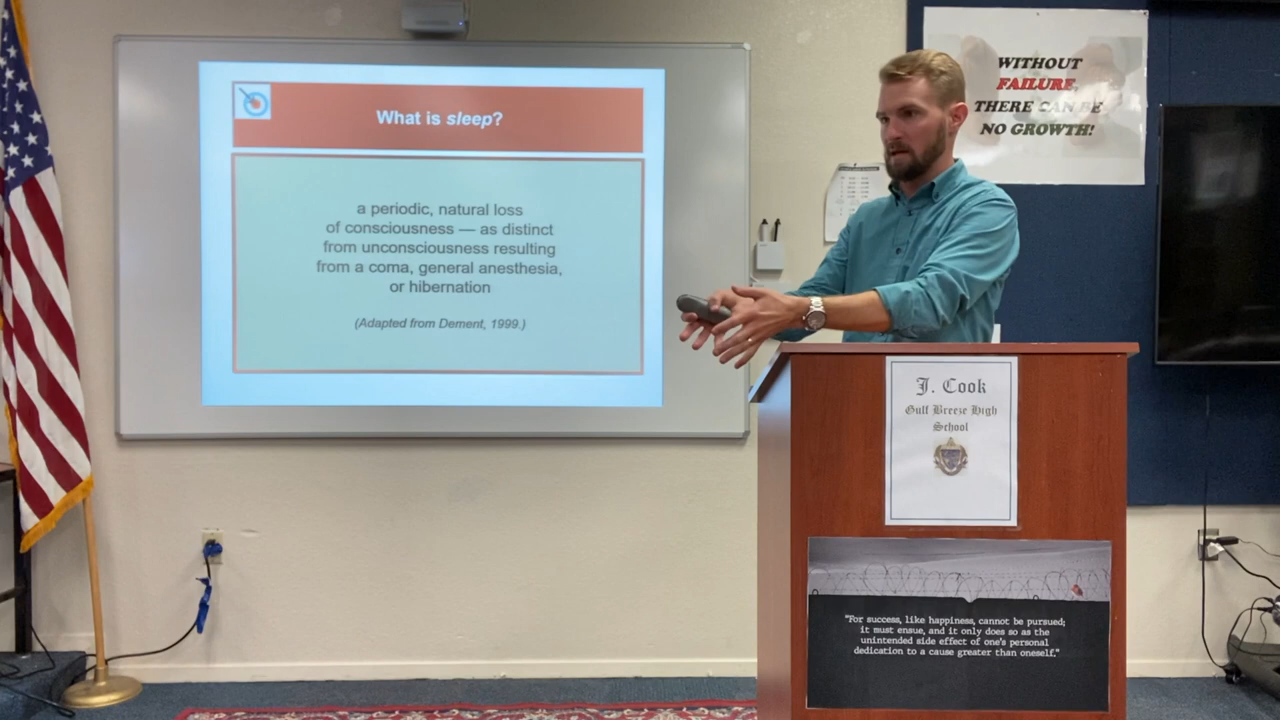 What is sleep?
a periodic, natural loss
of consciousness — as distinct
from unconsciousness resulting
from a coma, general anesthesia,
or hibernation
(Adapted from Dement, 1999.)
WITHOUT
FAILURE,
THERE CAN BE
NO GROWTH!
J. Cook
Gulf Breeze High
School
"For success, like happiness, cannot be pursued;
it must ensue, and it only does so as the
unintended side effect of one's personal
dedication to a cause greater than oneself."